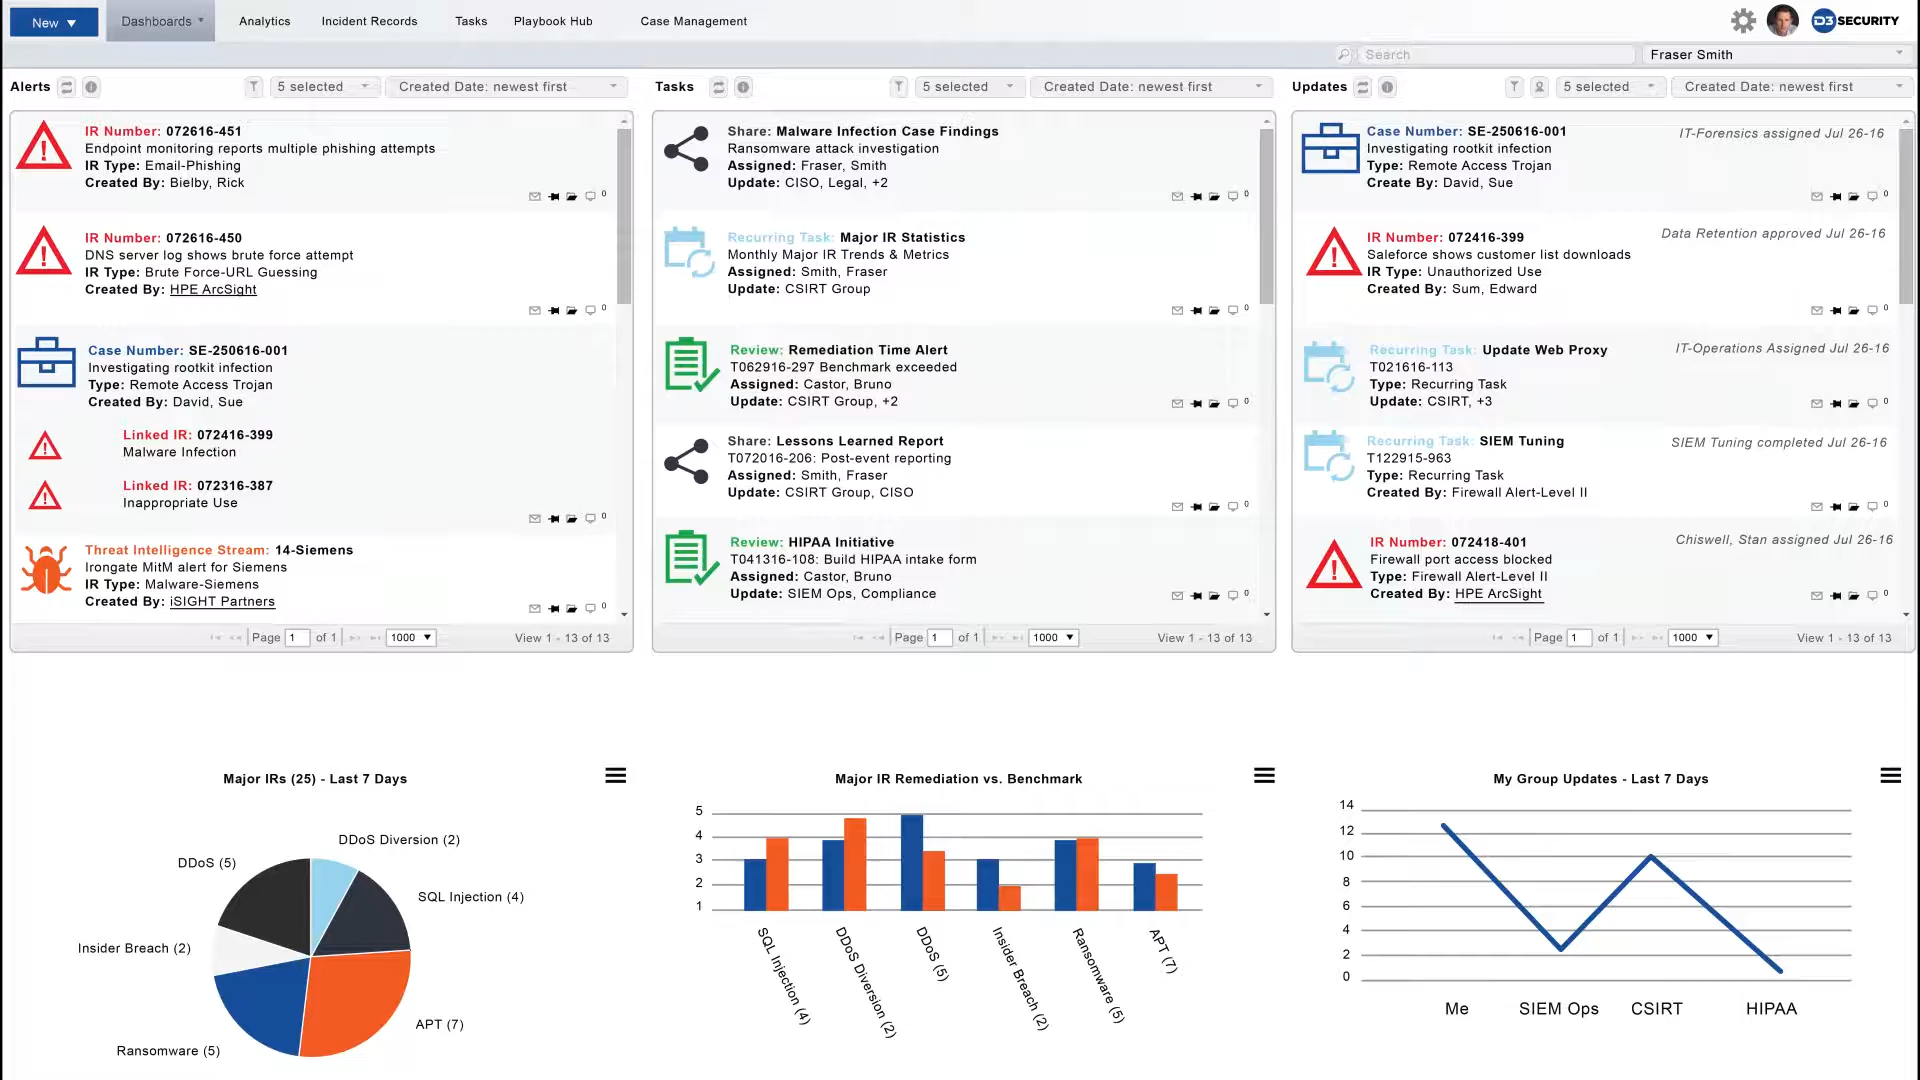 New ▼
Dashboards ▾
Analytics
Incident Records
Tasks
Playbook Hub
Case Management
D3SECURITY
Search
Fraser Smith
Alerts
5 selected
Created Date: newest first
IR Number: 072616-451
Endpoint monitoring reports multiple phishing attempts
IR Type: Email-Phishing
Created By: Bielby, Rick
0
IR Number: 072616-450
DNS server log shows brute force attempt
IR Type: Brute Force-URL Guessing
Created By: HPE ArcSight
0
Case Number: SE-250616-001
Investigating rootkit infection
Type: Remote Access Trojan
Created By: David, Sue
Linked IR: 072416-399
Malware Infection
Linked IR: 072316-387
Inappropriate Use
0
Threat Intelligence Stream: 14-Siemens
Irongate MitM alert for Siemens
IR Type: Malware-Siemens
Created By: iSIGHT Partners
0
Page 1 of 1 1000 ▼ View 1 - 13 of 13
Tasks
5 selected
Created Date: newest first
Share: Malware Infection Case Findings
Ransomware attack investigation
Assigned: Fraser, Smith
Update: CISO, Legal, +2
0
Recurring Task: Major IR Statistics
Monthly Major IR Trends & Metrics
Assigned: Smith, Fraser
Update: CSIRT Group
0
Review: Remediation Time Alert
T062916-297 Benchmark exceeded
Assigned: Castor, Bruno
Update: CSIRT Group, +2
0
Share: Lessons Learned Report
T072016-206: Post-event reporting
Assigned: Smith, Fraser
Update: CSIRT Group, CISO
0
Review: HIPAA Initiative
T041316-108: Build HIPAA intake form
Assigned: Castor, Bruno
Update: SIEM Ops, Compliance
0
Page 1 of 1 1000 ▼ View 1 - 13 of 13
Updates
5 selected
Created Date: newest first
Case Number: SE-250616-001
IT-Forensics assigned Jul 26-16
Investigating rootkit infection
Type: Remote Access Trojan
Create By: David, Sue
0
IR Number: 072416-399
Data Retention approved Jul 26-16
Saleforce shows customer list downloads
IR Type: Unauthorized Use
Created By: Sum, Edward
0
Recurring Task: Update Web Proxy
IT-Operations Assigned Jul 26-16
T021616-113
Type: Recurring Task
Update: CSIRT, +3
0
Recurring Task: SIEM Tuning
SIEM Tuning completed Jul 26-16
T122915-963
Type: Recurring Task
Created By: Firewall Alert-Level II
0
IR Number: 072418-401
Chiswell, Stan assigned Jul 26-16
Firewall port access blocked
Type: Firewall Alert-Level II
Created By: HPE ArcSight
0
Page 1 of 1 1000 ▼ View 1 - 13 of 13
Major IRs (25) - Last 7 Days
DDoS Diversion (2)
DDoS (5)
SQL Injection (4)
Insider Breach (2)
APT (7)
Ransomware (5)
Major IR Remediation vs. Benchmark
5
4
3
2
1
SQL Injection (4)
DDoS Diversion (2)
DDoS (5)
Insider Breach (2)
Ransomware (5)
APT (7)
My Group Updates - Last 7 Days
14
12
10
8
6
4
2
0
Me
SIEM Ops
CSIRT
HIPAA